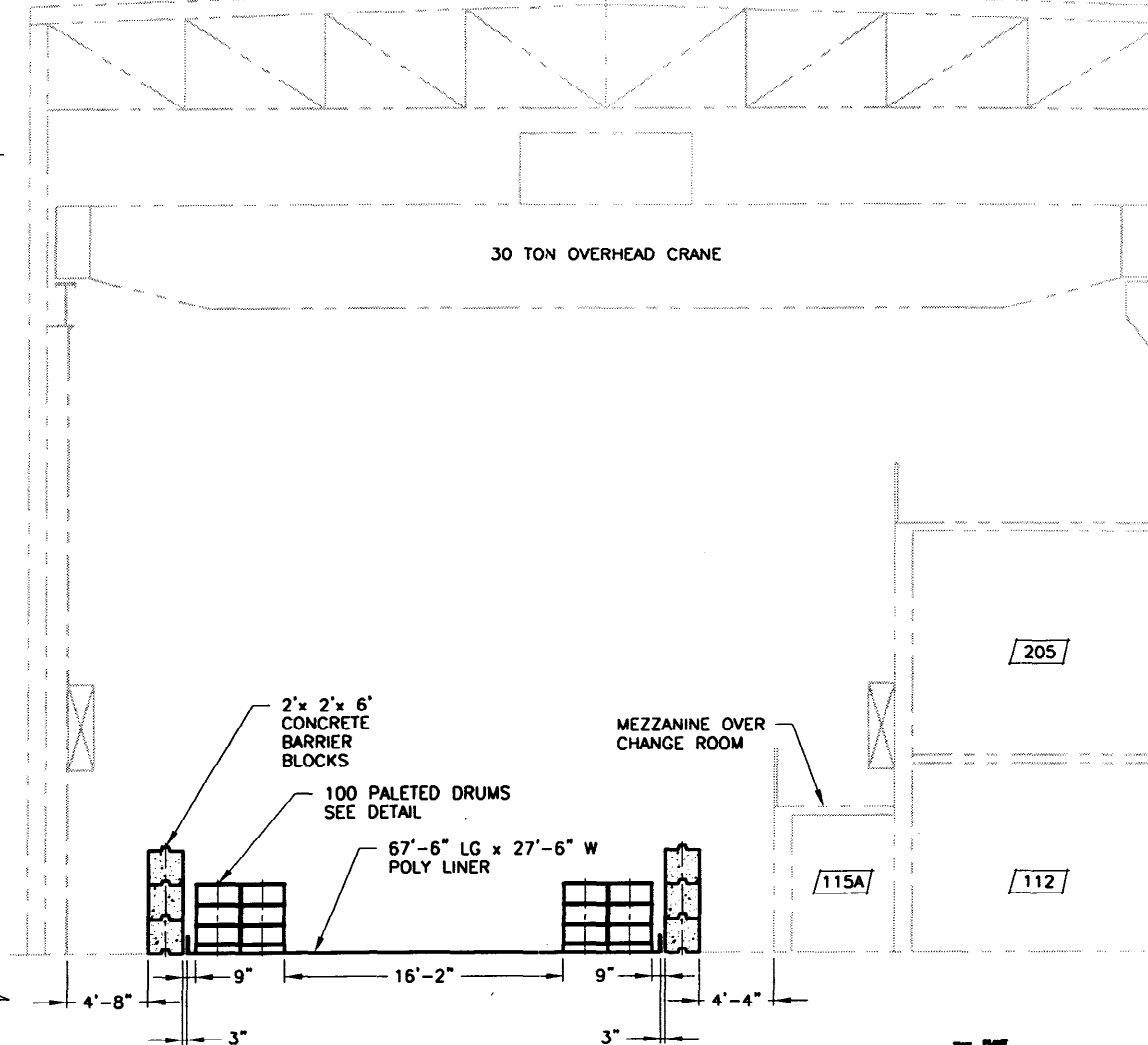 30 TON OVERHEAD CRANE
205
2'x 2'x 6'
CONCRETE
BARRIER
BLOCKS
MEZZANINE OVER
CHANGE ROOM
100 PALETED DRUMS
SEE DETAIL
67'-6" LG x 27'-6" W
POLY LINER
115A
112
9"
16'-2"
9"
4'-8"
4'-4"
3"
3"